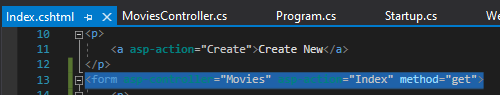 Index.cshtml MoviesController.cs Program.cs Startup.cs We
10 <p>
11 <a asp-action="Create">Create New</a>
12 </p>
13 <form asp-controller="Movies" asp-action="Index" method="get">
14 <p>